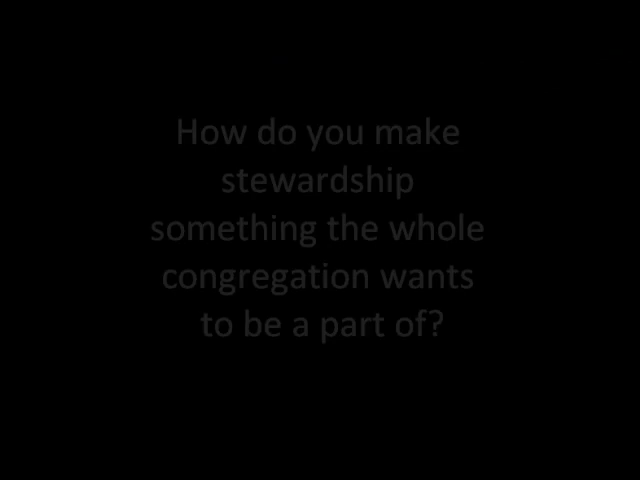 How do you make
stewardship
something the whole
congregation wants
to be a part of?